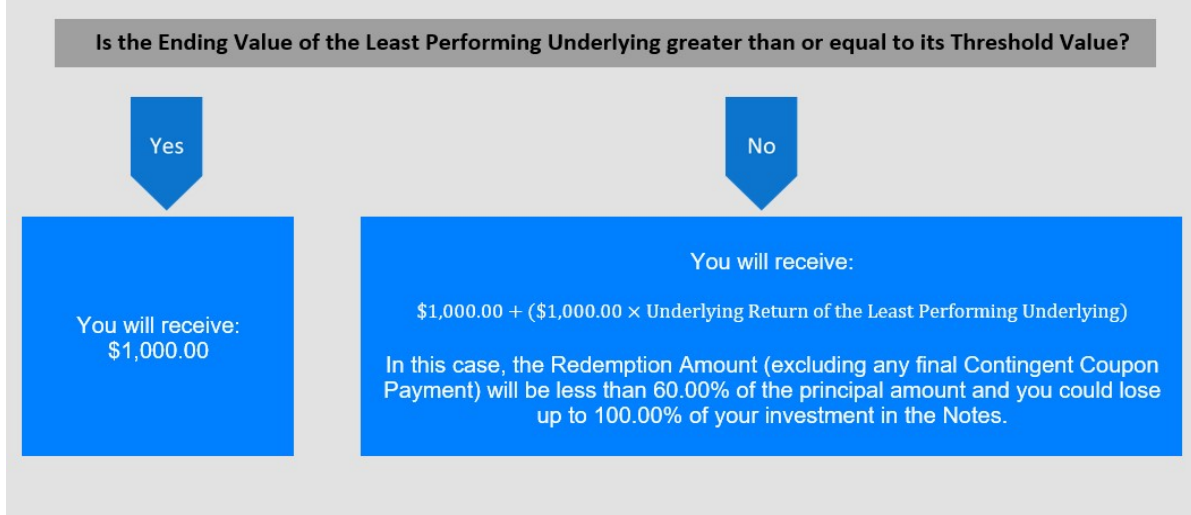 Is the Ending Value of the Least Performing Underlying greater than or equal to its Threshold Value?
Yes
No
You will receive:
$1,000.00
You will receive:
$1,000.00 + ($1,000.00 × Underlying Return of the Least Performing Underlying)
In this case, the Redemption Amount (excluding any final Contingent Coupon
Payment) will be less than 60.00% of the principal amount and you could lose
up to 100.00% of your investment in the Notes.